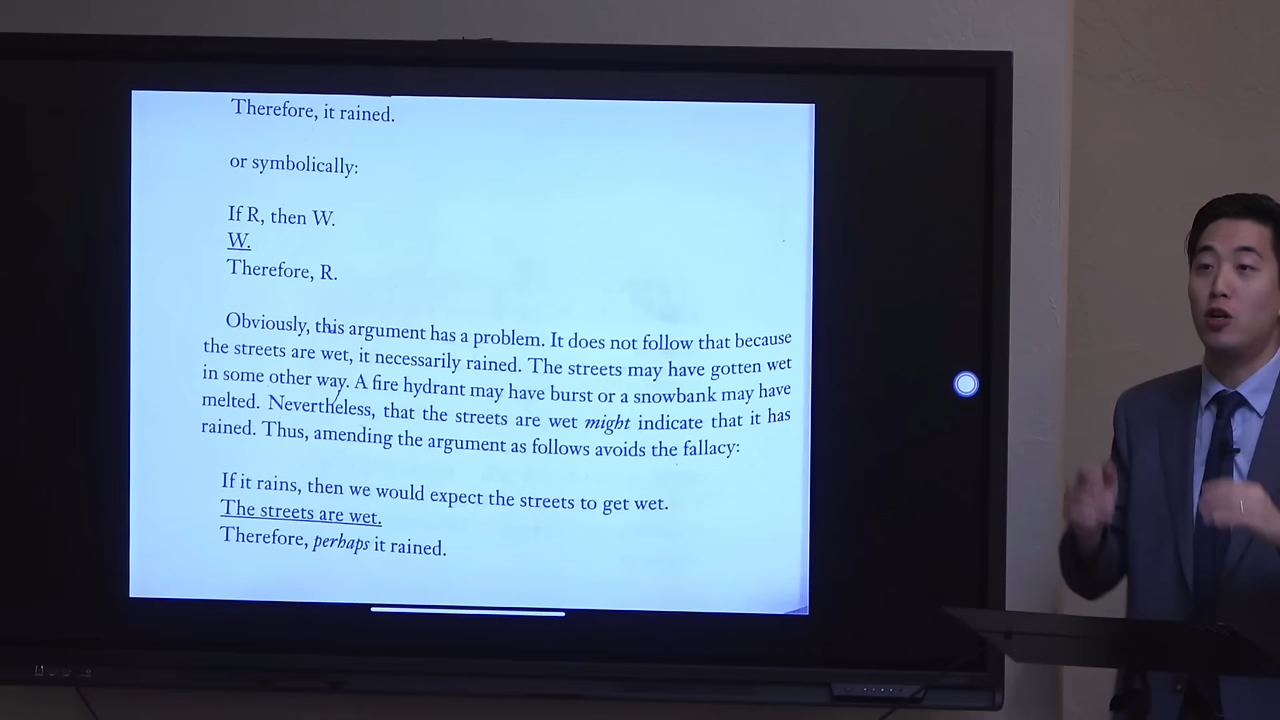 Therefore, it rained.
or symbolically:
If R, then W.
W.
Therefore, R.
Obviously, this argument has a problem. It does not follow that because
the streets are wet, it necessarily rained. The streets may have gotten wet
in some other way. A fire hydrant may have burst or a snowbank may have
melted. Nevertheless, that the streets are wet might indicate that it has
rained. Thus, amending the argument as follows avoids the fallacy:
If it rains, then we would expect the streets to get wet.
The streets are wet.
Therefore, perhaps it rained.